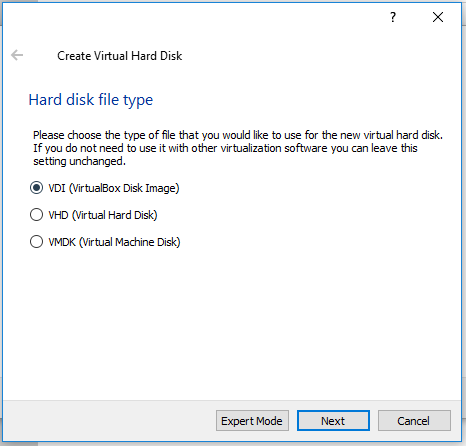 ?
Create Virtual Hard Disk
Hard disk file type
Please choose the type of file that you would like to use for the new virtual hard disk.
If you do not need to use it with other virtualization software you can leave this
setting unchanged.
VDI (VirtualBox Disk Image)
VHD (Virtual Hard Disk)
VMDK (Virtual Machine Disk)
Expert Mode Next Cancel